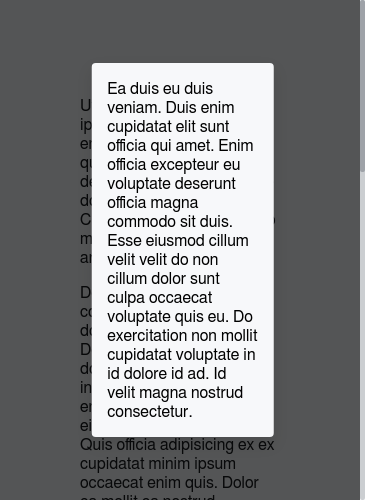 Ea duis eu duis
veniam. Duis enim
cupidatat elit sunt
officia qui amet. Enim
officia excepteur eu
voluptate deserunt
officia magna
commodo sit duis.
Esse eiusmod cillum
velit velit do non
cillum dolor sunt
culpa occaecat
voluptate quis eu. Do
exercitation non mollit
cupidatat voluptate in
id dolore id ad. Id
velit magna nostrud
consectetur.
Quis officia adipisicing ex ex
cupidatat minim ipsum
occaecat enim quis. Dolor